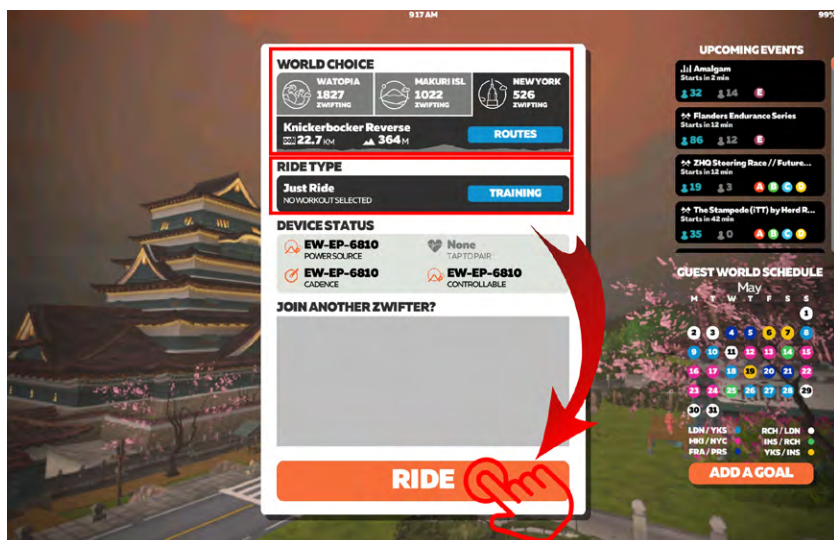 917 AM
99%
WORLD CHOICE
WATOPIA
1827
ZWIFTING
MAKURI ISL
1022
ZWIFTING
NEW YORK
526
ZWIFTING
Knickerbocker Reverse
22.7 KM 364 M
ROUTES
RIDE TYPE
Just Ride
NO WORKOUT SELECTED
TRAINING
DEVICE STATUS
EW-EP-6810
POWER SOURCE
None
TAP TO PAIR
EW-EP-6810
CADENCE
EW-EP-6810
CONTROLLABLE
JOIN ANOTHER ZWIFTER?
RIDE
UPCOMING EVENTS
Amalgam
Starts in 2 min
32 14 E
Flanders Endurance Series
Starts in 12 min
86 12 E
ZHQ Steering Race // Future...
Starts in 12 min
19 3 A B C D
The Stampede (iTT) by Herd R...
Starts in 42 min
35 0 A B C D
GUEST WORLD SCHEDULE
May
M T W T F S S
1
2 3 4 5 6 7 8
9 10 11 12 13 14 15
16 17 18 19 20 21 22
23 24 25 26 27 28 29
30 31
LDN / YKS RCH / LDN
MKI / NYC INS / RCH
FRA / PRS YKS / INS
ADD A GOAL